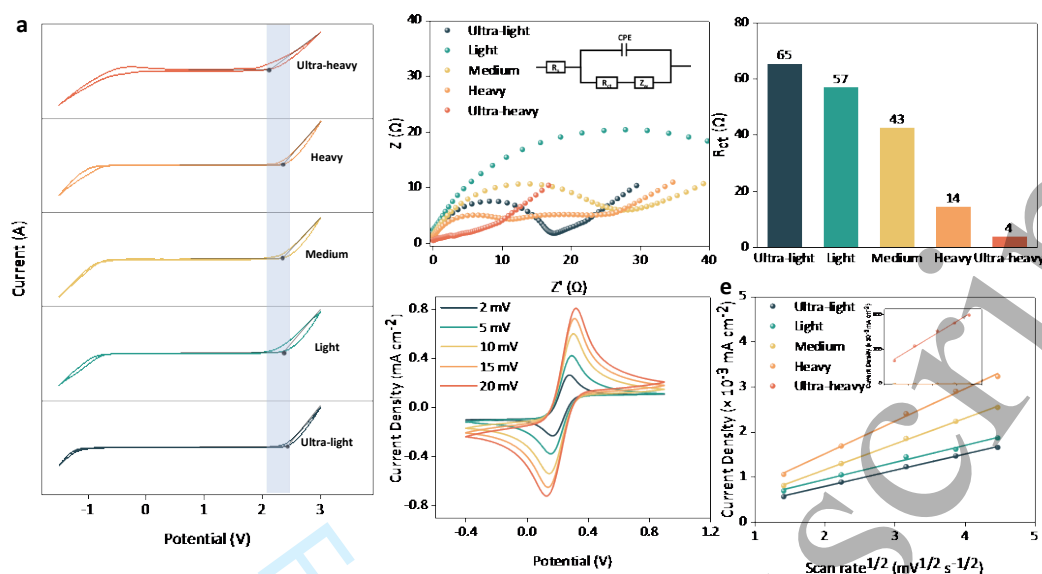 a
Ultra-heavy
Heavy
Medium
Light
Ultra-light
Current (A)
-1 0 1 2 3
Potential (V)
Ultra-light
Light
Medium
Heavy
Ultra-heavy
CPE
Z (Ω)
40
30
20
10
0
0 10 20 30 40
Z' (Ω)
Rct (Ω)
80
60
40
20
0
65
57
43
14
4
Ultra-light Light Medium Heavy Ultra-heavy
2 mV
5 mV
10 mV
15 mV
20 mV
Current Density (mA cm-2)
0.8
0.4
0.0
-0.4
-0.8
-0.4 0.0 0.4 0.8 1.2
Potential (V)
e
Ultra-light
Light
Medium
Heavy
Ultra-heavy
Current Density (× 10-3 mA cm-2)
5
4
3
2
1
0
1 2 3 4 5
Scan rate1/2 (mV1/2 s-1/2)